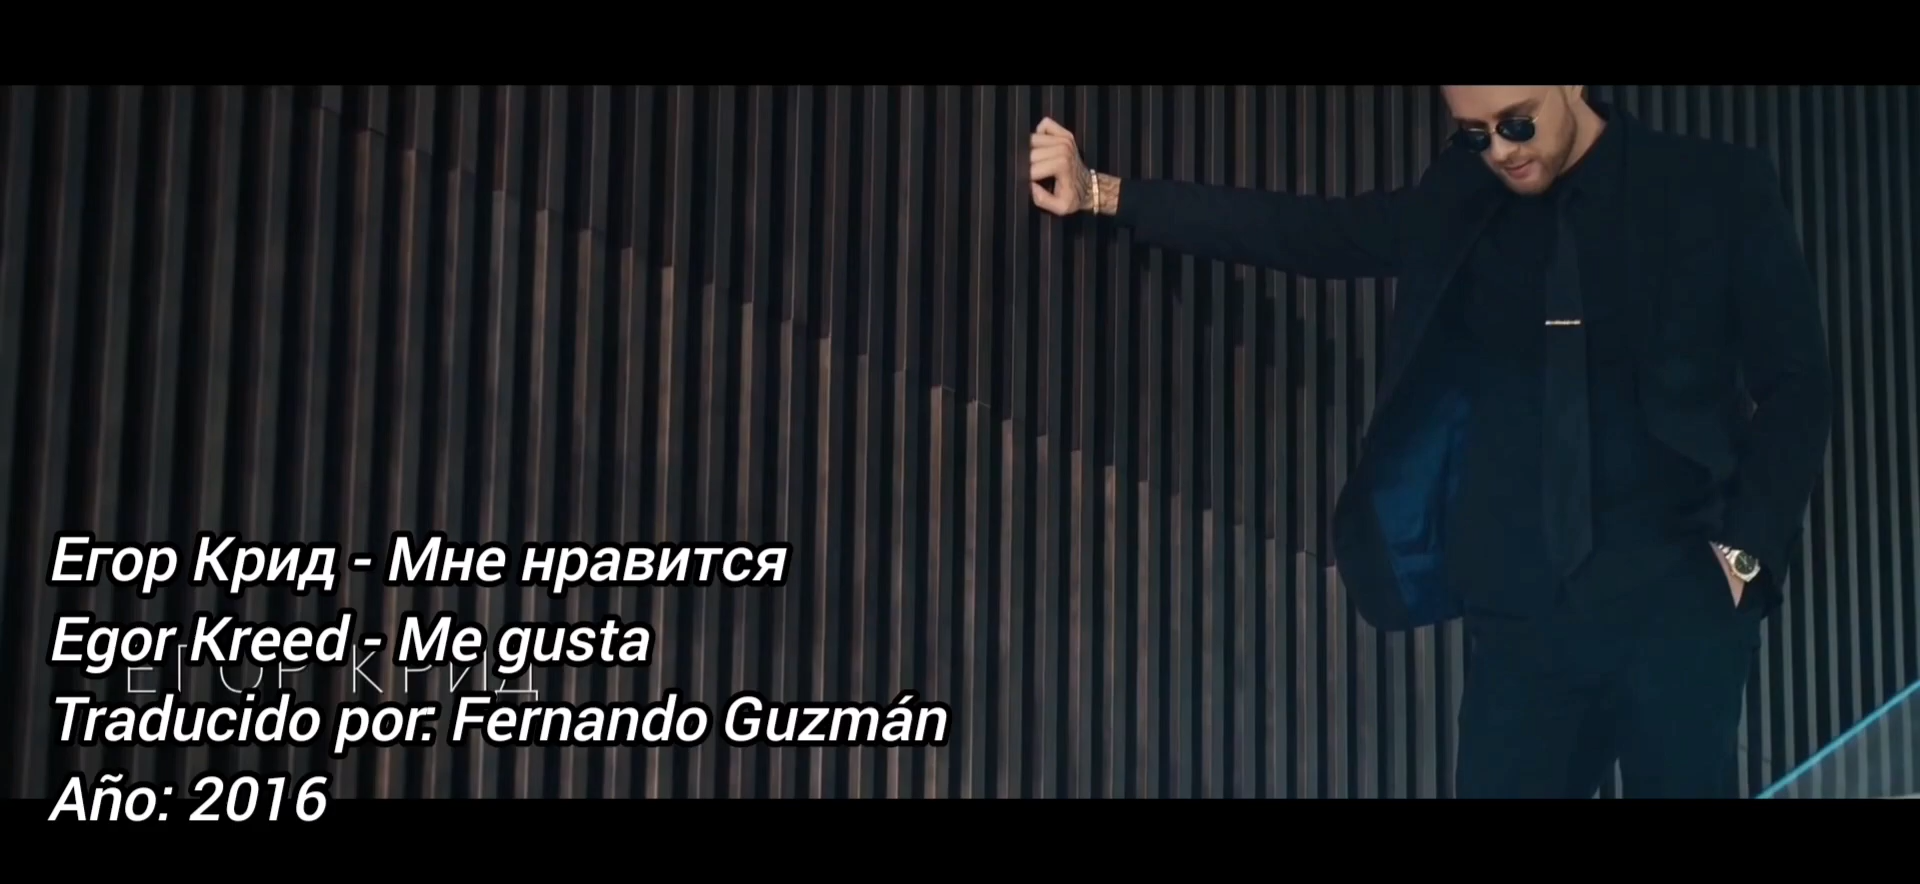 Егор Крид - Мне нравится
Egor Kreed - Me gusta
ЕГОР КРИД
Traducido por: Fernando Guzmán
Año: 2016